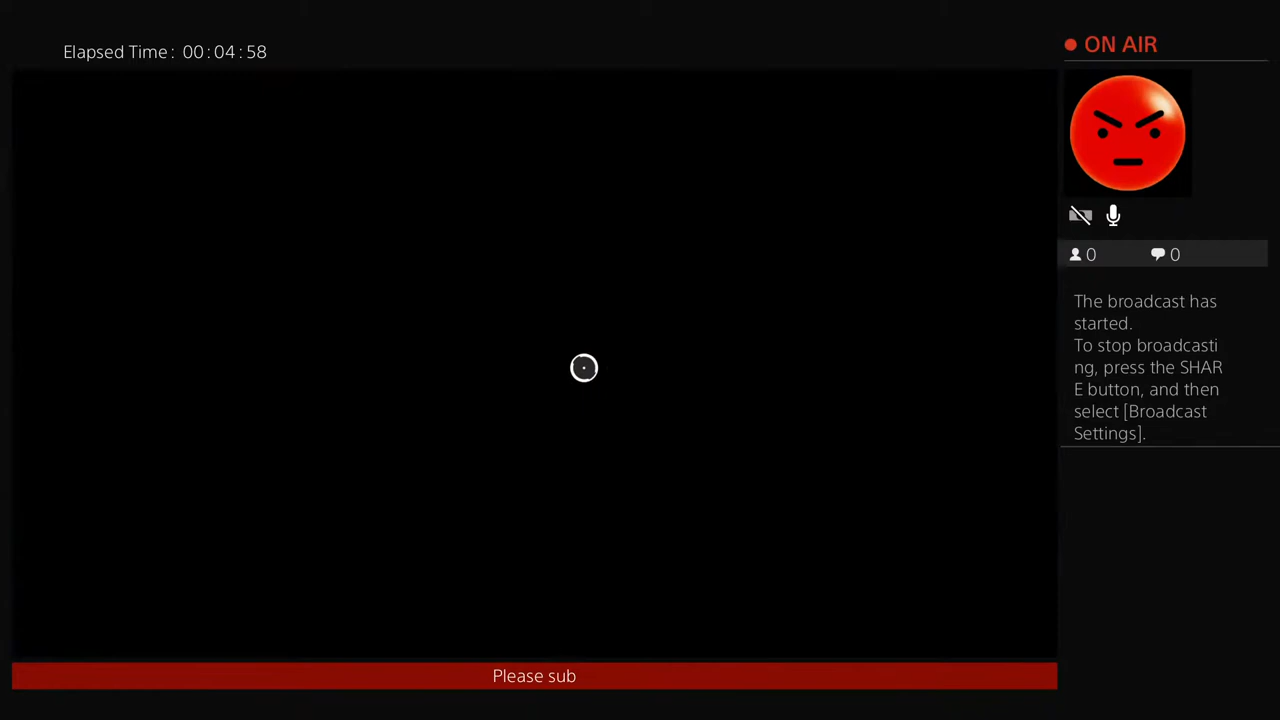 Elapsed Time: 00:04:58
ON AIR
0 0
The broadcast has
started.
To stop broadcasti
ng, press the SHAR
E button, and then
select [Broadcast
Settings].
Please sub